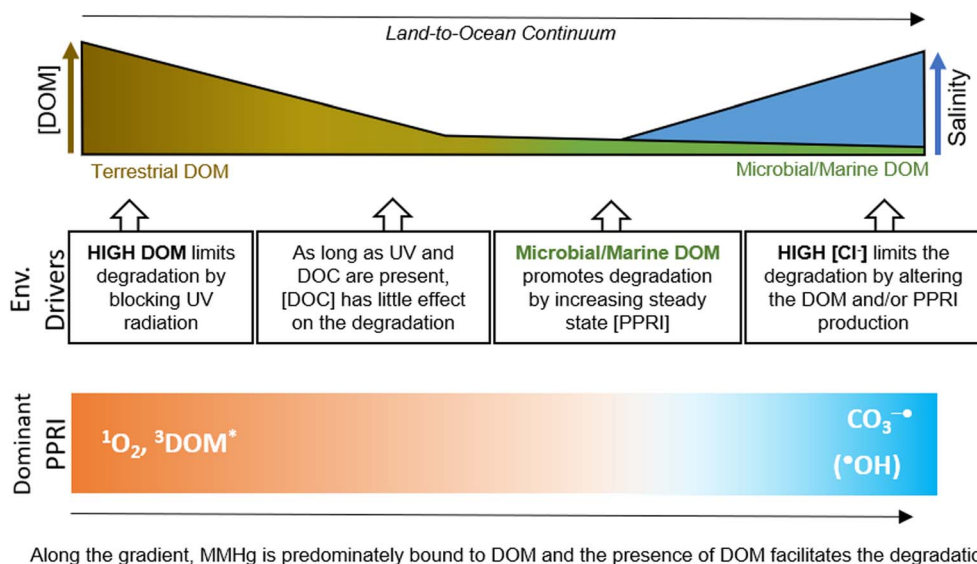 Land-to-Ocean Continuum
[DOM]
Salinity
Terrestrial DOM
Microbial/Marine DOM
Env.
Drivers
HIGH DOM limits
degradation by
blocking UV
radiation
As long as UV and
DOC are present,
[DOC] has little effect
on the degradation
Microbial/Marine DOM
promotes degradation
by increasing steady
state [PPRI]
HIGH [Cl-] limits the
degradation by altering
the DOM and/or PPRI
production
Dominant
PPRI
¹O₂, ³DOM*
CO₃⁻•
(•OH)
Along the gradient, MMHg is predominately bound to DOM and the presence of DOM facilitates the degradatio